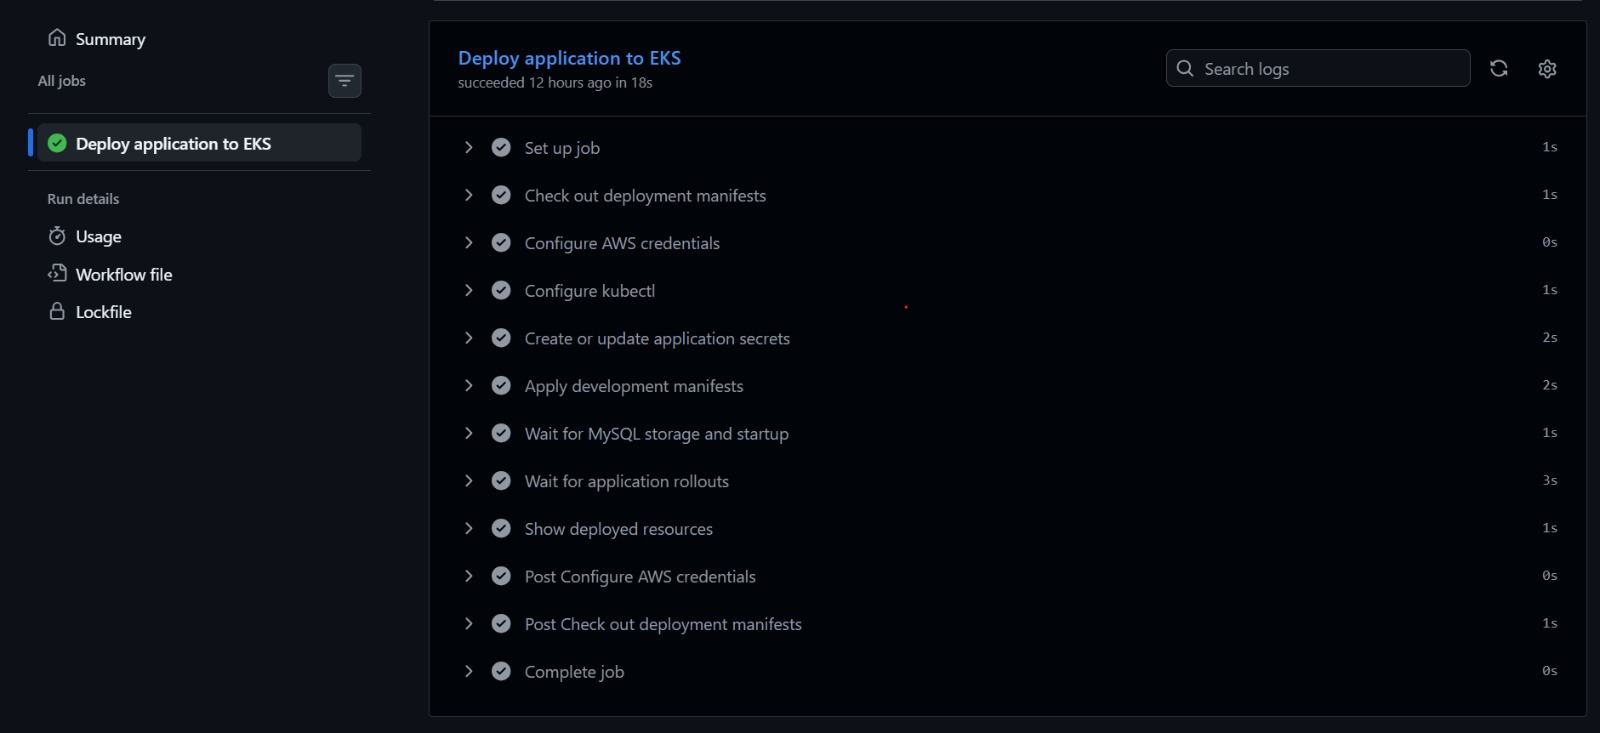 Summary
All jobs
Deploy application to EKS
Run details
Usage
Workflow file
Lockfile
Deploy application to EKS
succeeded 12 hours ago in 18s
Search logs
Set up job 1s
Check out deployment manifests 1s
Configure AWS credentials 0s
Configure kubectl 1s
Create or update application secrets 2s
Apply development manifests 2s
Wait for MySQL storage and startup 1s
Wait for application rollouts 3s
Show deployed resources 1s
Post Configure AWS credentials 0s
Post Check out deployment manifests 1s
Complete job 0s